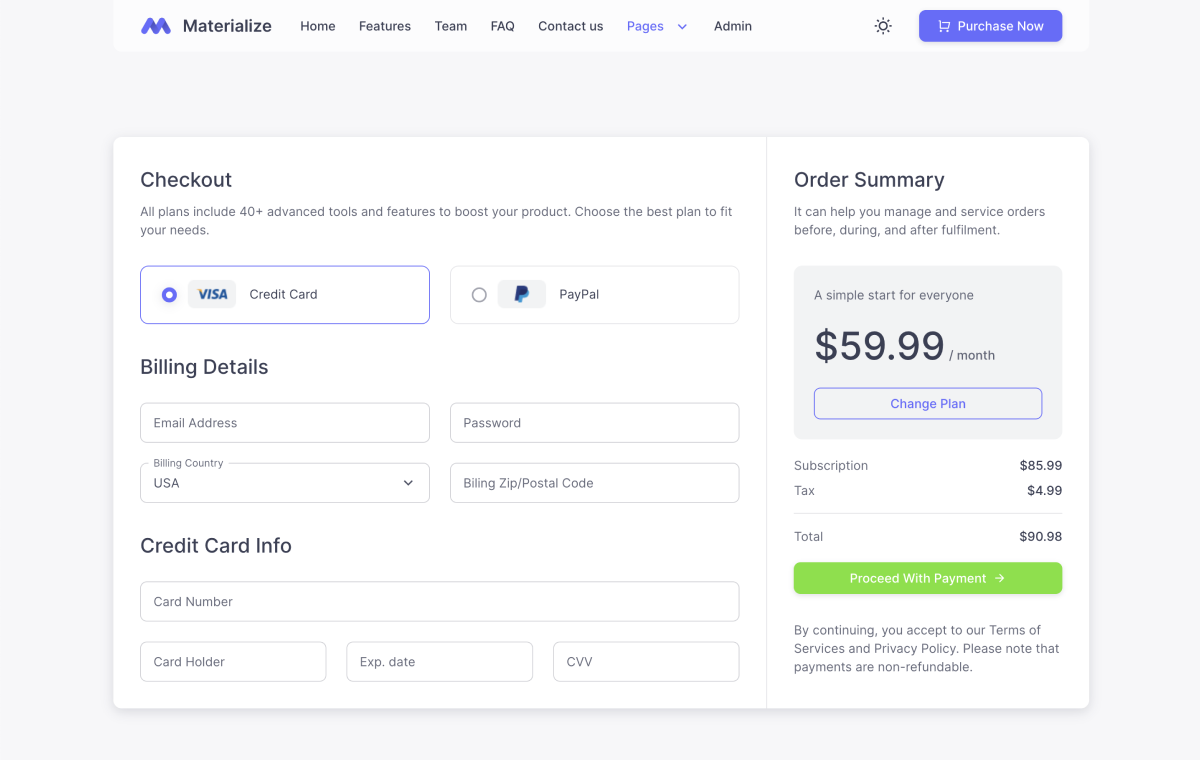 Materialize
Home
Features
Team
FAQ
Contact us
Pages
Admin
Purchase Now
Checkout
All plans include 40+ advanced tools and features to boost your product. Choose the best plan to fit
your needs.
VISA
Credit Card
PayPal
Billing Details
Email Address
Password
Billing Country
USA
Biling Zip/Postal Code
Credit Card Info
Card Number
Card Holder
Exp. date
CVV
Order Summary
It can help you manage and service orders
before, during, and after fulfilment.
A simple start for everyone
$59.99 / month
Change Plan
Subscription $85.99
Tax $4.99
Total $90.98
Proceed With Payment →
By continuing, you accept to our Terms of
Services and Privacy Policy. Please note that
payments are non-refundable.